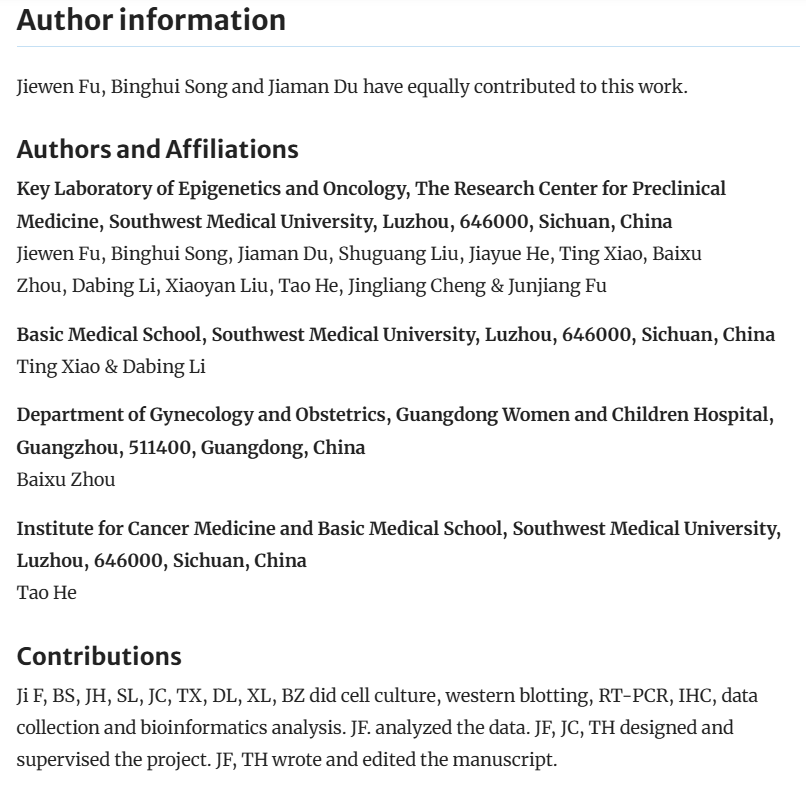 Author information
Jiewen Fu, Binghui Song and Jiaman Du have equally contributed to this work.
Authors and Affiliations
Key Laboratory of Epigenetics and Oncology, The Research Center for Preclinical
Medicine, Southwest Medical University, Luzhou, 646000, Sichuan, China
Jiewen Fu, Binghui Song, Jiaman Du, Shuguang Liu, Jiayue He, Ting Xiao, Baixu
Zhou, Dabing Li, Xiaoyan Liu, Tao He, Jingliang Cheng & Junjiang Fu
Basic Medical School, Southwest Medical University, Luzhou, 646000, Sichuan, China
Ting Xiao & Dabing Li
Department of Gynecology and Obstetrics, Guangdong Women and Children Hospital,
Guangzhou, 511400, Guangdong, China
Baixu Zhou
Institute for Cancer Medicine and Basic Medical School, Southwest Medical University,
Luzhou, 646000, Sichuan, China
Tao He
Contributions
Ji F, BS, JH, SL, JC, TX, DL, XL, BZ did cell culture, western blotting, RT-PCR, IHC, data
collection and bioinformatics analysis. JF. analyzed the data. JF, JC, TH designed and
supervised the project. JF, TH wrote and edited the manuscript.